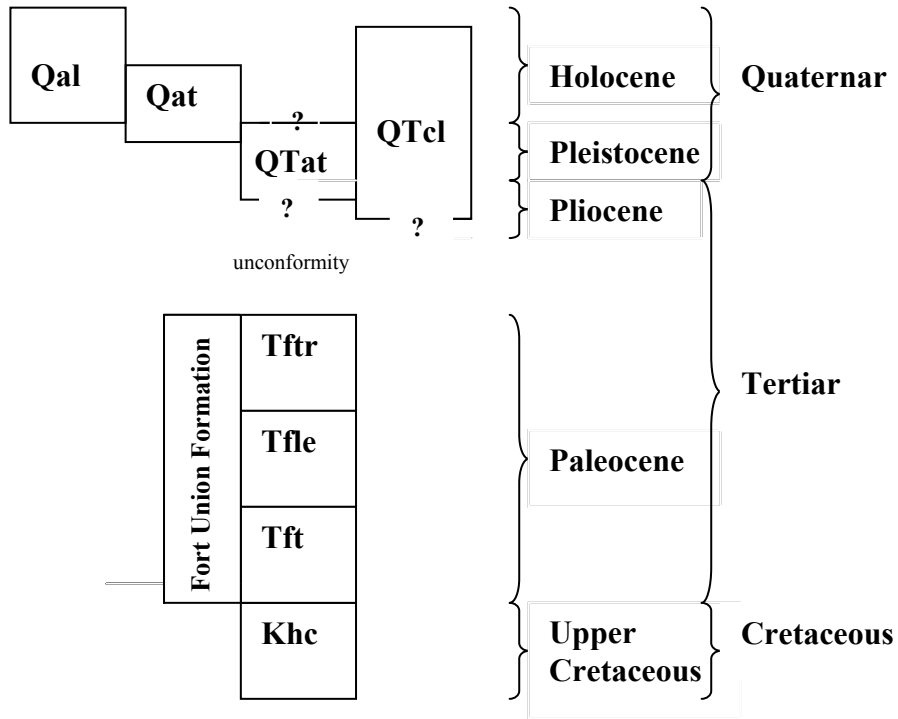 Qal
Qat
?
QTat
?
QTcl
?
Holocene
Quaternar
Pleistocene
Pliocene
unconformity
Fort Union Formation
Tftr
Tfle
Tft
Khc
Paleocene
Tertiar
Upper
Cretaceous
Cretaceous